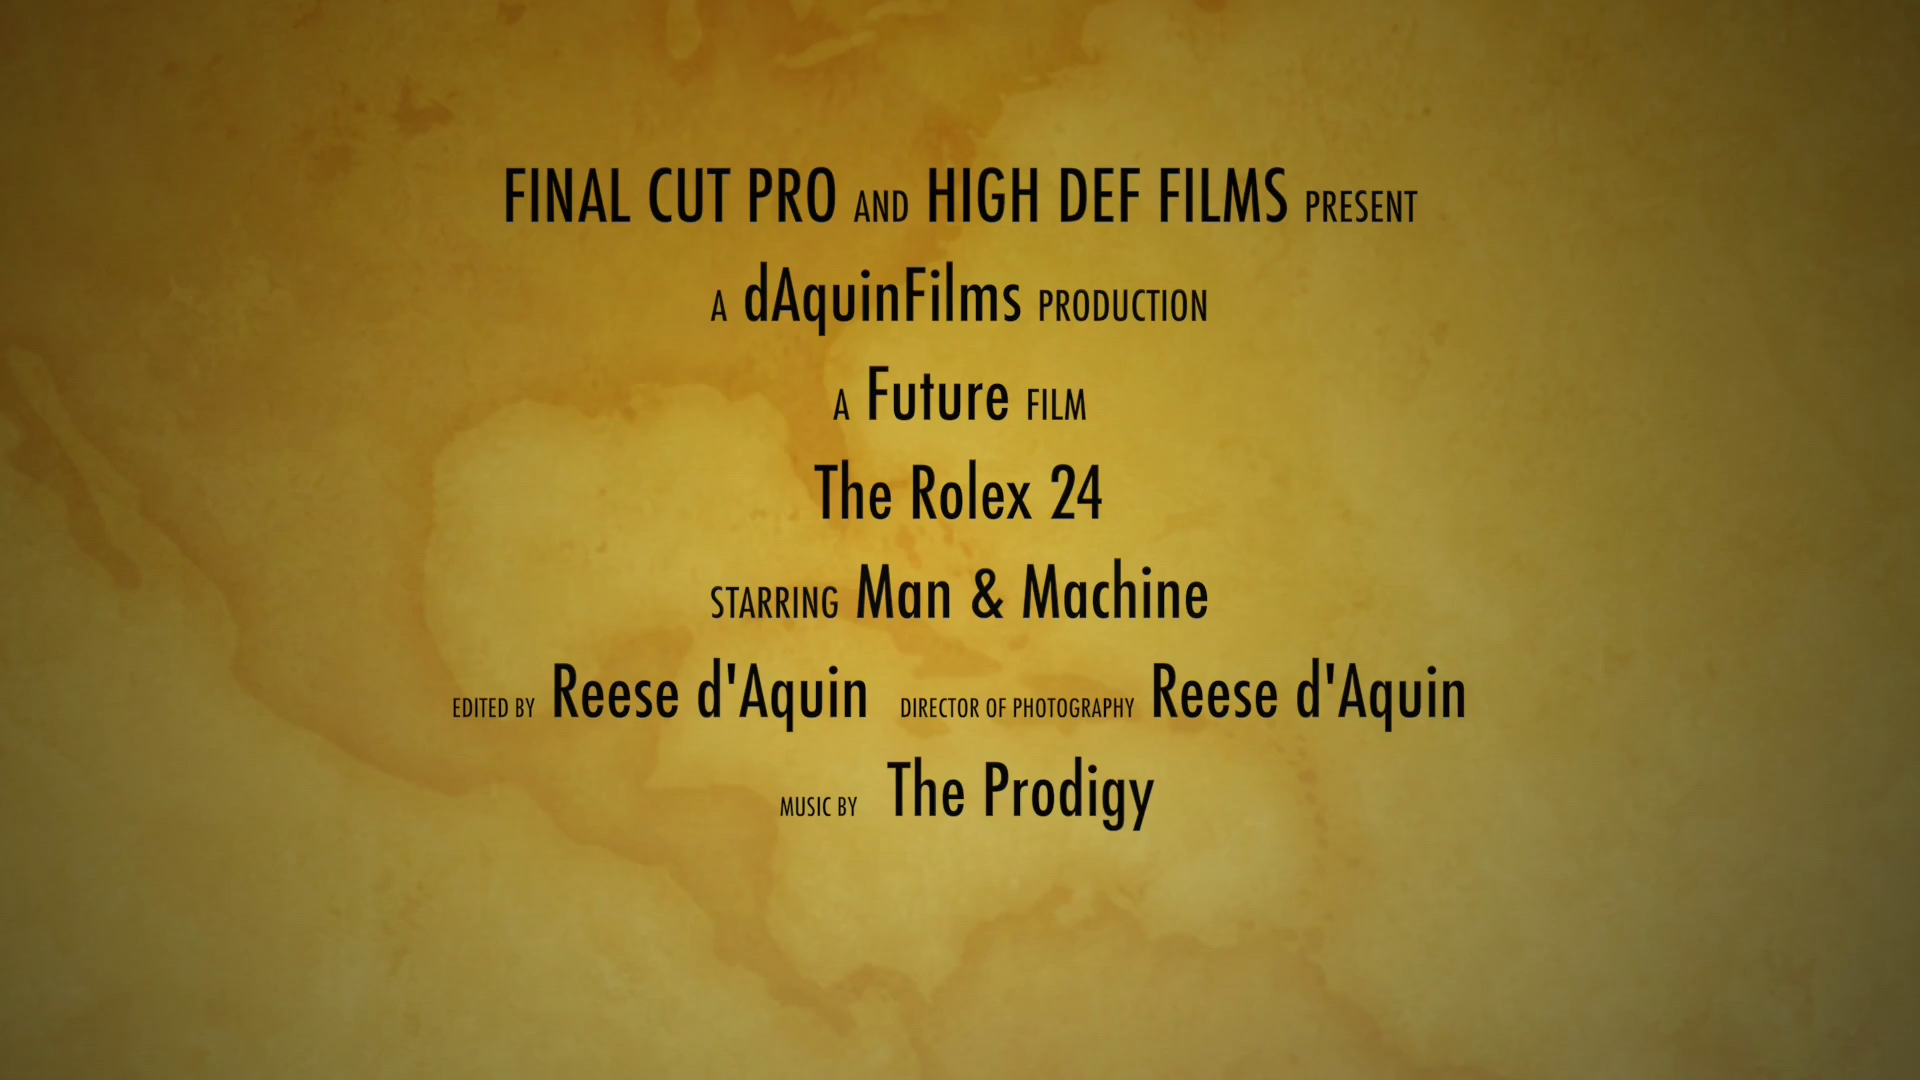 FINAL CUT PRO AND HIGH DEF FILMS PRESENT
A dAquinFilms PRODUCTION
A Future FILM
The Rolex 24
STARRING Man & Machine
EDITED BY Reese d'Aquin DIRECTOR OF PHOTOGRAPHY Reese d'Aquin
MUSIC BY The Prodigy